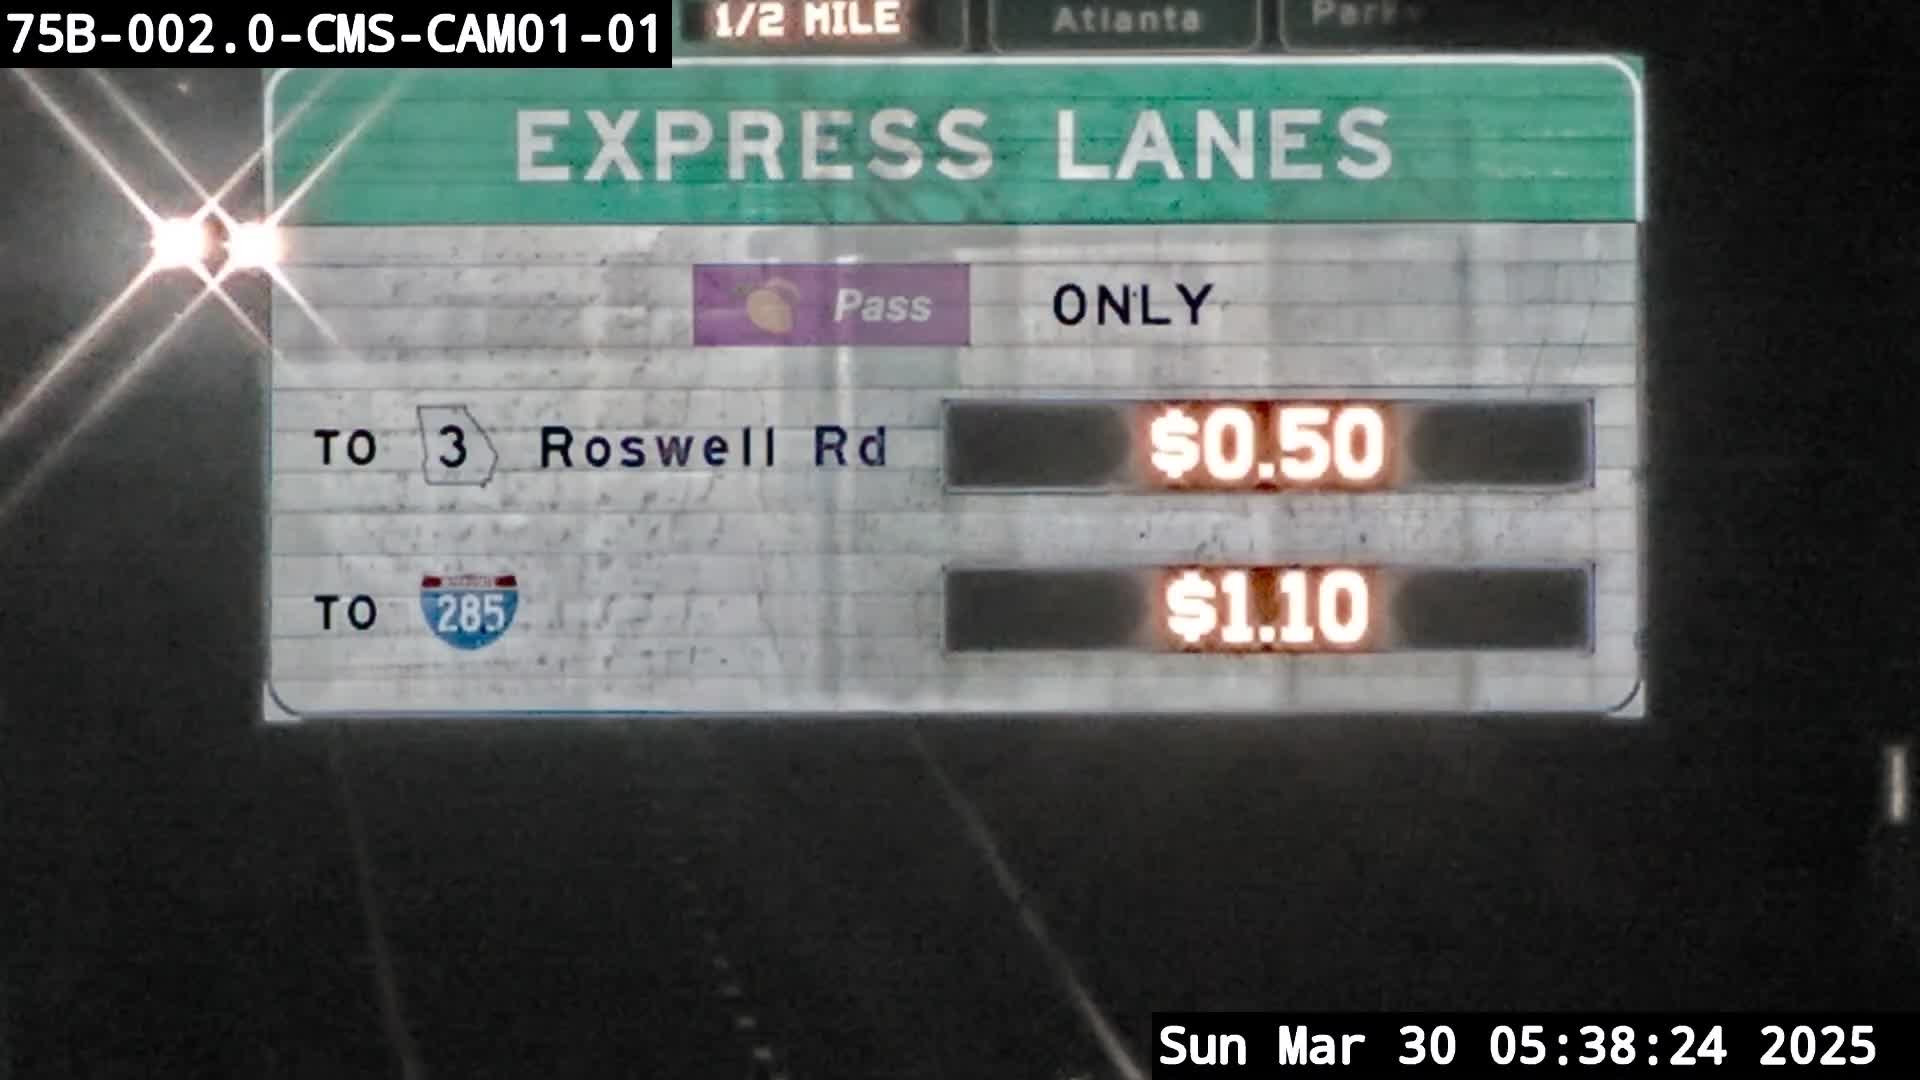 75B-002.0-CMS-CAM01-01
1/2 MILE
Atlanta
EXPRESS LANES
Pass ONLY
TO 3 Roswell Rd $0.50
TO 285 $1.10
Sun Mar 30 05:38:24 2025